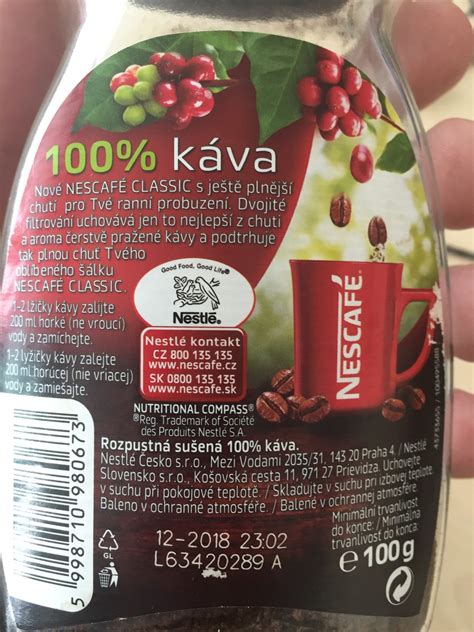 100% káva
Nové NESCAFÉ CLASSIC s ještě plnější
chutí pro Tvé ranní probuzení. Dvojité
filtrování uchovává jen to nejlepší z chuti
a aroma čerstvě pražené kávy a podtrhuje
tak plnou chuť Tvého
oblíbeného šálku
NESCAFÉ CLASSIC.
1-2 lžičky kávy zalijte
200 ml horké (ne vroucí)
vody a zamíchejte.
1-2 lyžičky kávy zalejte
200 ml horúcej (nie vriacej)
vody a zamiešajte.
Good Food, Good Life®
Nestlé®
Nestlé kontakt
CZ 800 135 135
www.nescafe.cz
SK 0800 135 135
www.nescafe.sk
NESCAFÉ
NUTRITIONAL COMPASS®
®Reg. Trademark of Société
des Produits Nestlé S.A.
Rozpustná sušená 100% káva.
Nestlé Česko s.r.o., Mezi Vodami 2035/31, 143 20 Praha 4. / Nestlé
Slovensko s.r.o., Košovská cesta 11, 971 27 Prievidza. Uchovejte
v suchu při pokojové teplotě. / Skladujte v suchu pri izbovej teplote.
Baleno v ochranné atmosféře. / Balené v ochrannej atmosfére.
Minimální trvanlivost
do konce: / Minimálna
trvanlivosť do konca:
12-2018 23:02
L63420289 A
e 100g
GL
5 998710 980673